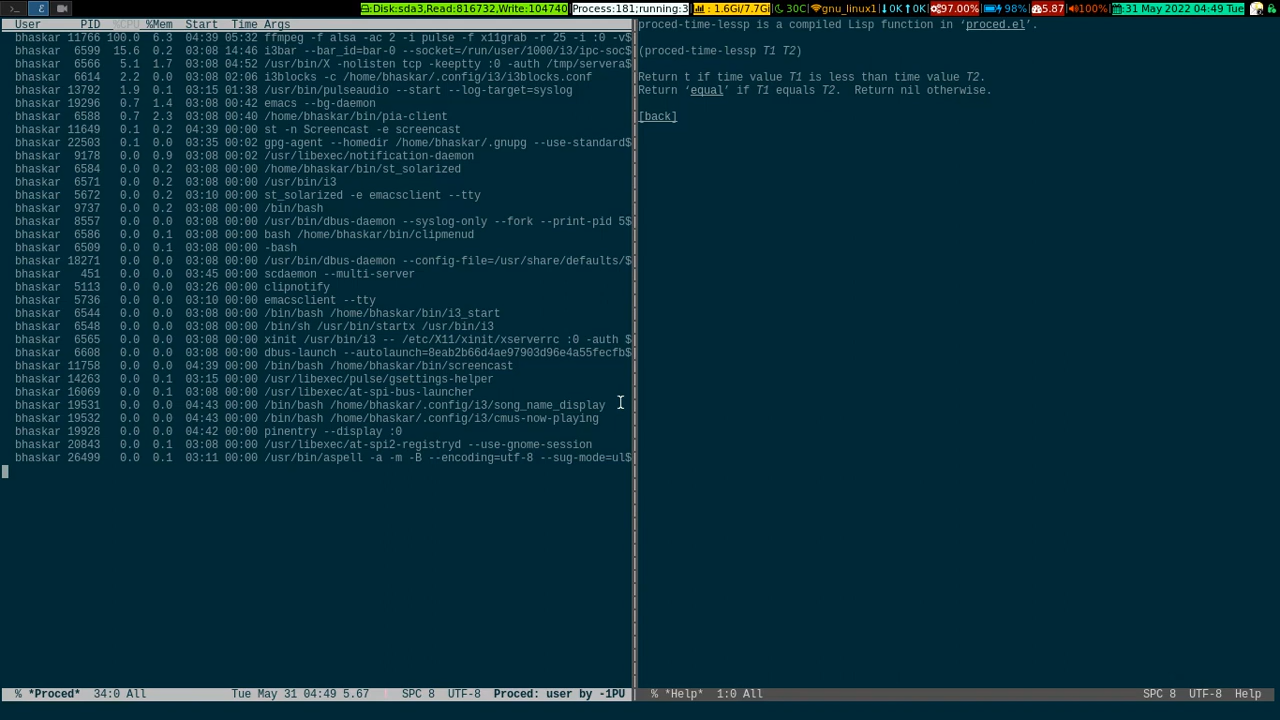 Disk:sda3,Read:816732,Write:104740 Process:181;running:3 : 1.6Gi/7.7Gi 30C gnu_linux1 0K 0K 97.00% 98% 5.87 100% :31 May 2022 04:49 Tue
User PID %CPU %Mem Start Time Args
bhaskar 11766 100.0 6.3 04:39 05:32 ffmpeg -f alsa -ac 2 -i pulse -f x11grab -r 25 -i :0 -v$
bhaskar 6599 15.6 0.2 03:08 14:46 i3bar --bar_id=bar-0 --socket=/run/user/1000/i3/ipc-soc$
bhaskar 6566 5.1 1.7 03:08 04:52 /usr/bin/X -nolisten tcp -keeptty :0 -auth /tmp/servera$
bhaskar 6614 2.2 0.0 03:08 02:06 i3blocks -c /home/bhaskar/.config/i3/i3blocks.conf
bhaskar 13792 1.9 0.1 03:15 01:38 /usr/bin/pulseaudio --start --log-target=syslog
bhaskar 19296 0.7 1.4 03:08 00:42 emacs --bg-daemon
bhaskar 6588 0.7 2.3 03:08 00:40 /home/bhaskar/bin/pia-client
bhaskar 11649 0.1 0.2 04:39 00:00 st -n Screencast -e screencast
bhaskar 22503 0.1 0.0 03:35 00:02 gpg-agent --homedir /home/bhaskar/.gnupg --use-standard$
bhaskar 9178 0.0 0.9 03:08 00:02 /usr/libexec/notification-daemon
bhaskar 6584 0.0 0.2 03:08 00:00 /home/bhaskar/bin/st_solarized
bhaskar 6571 0.0 0.2 03:08 00:00 /usr/bin/i3
bhaskar 5672 0.0 0.2 03:10 00:00 st_solarized -e emacsclient --tty
bhaskar 9737 0.0 0.2 03:08 00:00 /bin/bash
bhaskar 8557 0.0 0.0 03:08 00:00 /usr/bin/dbus-daemon --syslog-only --fork --print-pid 5$
bhaskar 6586 0.0 0.1 03:08 00:00 bash /home/bhaskar/bin/clipmenud
bhaskar 6509 0.0 0.1 03:08 00:00 -bash
bhaskar 18271 0.0 0.0 03:08 00:00 /usr/bin/dbus-daemon --config-file=/usr/share/defaults/$
bhaskar 451 0.0 0.0 03:45 00:00 scdaemon --multi-server
bhaskar 5113 0.0 0.0 03:26 00:00 clipnotify
bhaskar 5736 0.0 0.0 03:10 00:00 emacsclient --tty
bhaskar 6544 0.0 0.0 03:08 00:00 /bin/bash /home/bhaskar/bin/i3_start
bhaskar 6548 0.0 0.0 03:08 00:00 /bin/sh /usr/bin/startx /usr/bin/i3
bhaskar 6565 0.0 0.0 03:08 00:00 xinit /usr/bin/i3 -- /etc/X11/xinit/xserverrc :0 -auth $
bhaskar 6608 0.0 0.0 03:08 00:00 dbus-launch --autolaunch=8eab2b66d4ae97903d96e4a55fecfb$
bhaskar 11758 0.0 0.0 04:39 00:00 /bin/bash /home/bhaskar/bin/screencast
bhaskar 14263 0.0 0.1 03:15 00:00 /usr/libexec/pulse/gsettings-helper
bhaskar 16069 0.0 0.1 03:08 00:00 /usr/libexec/at-spi-bus-launcher
bhaskar 19531 0.0 0.0 04:43 00:00 /bin/bash /home/bhaskar/.config/i3/song_name_display
bhaskar 19532 0.0 0.0 04:43 00:00 /bin/bash /home/bhaskar/.config/i3/cmus-now-playing
bhaskar 19928 0.0 0.0 04:42 00:00 pinentry --display :0
bhaskar 20843 0.0 0.1 03:08 00:00 /usr/libexec/at-spi2-registryd --use-gnome-session
bhaskar 26499 0.0 0.1 03:11 00:00 /usr/bin/aspell -a -m -B --encoding=utf-8 --sug-mode=ul$
% *Proced* 34:0 All Tue May 31 04:49 5.67 ! SPC 8 UTF-8 Proced: user by -1PU
proced-time-lessp is a compiled Lisp function in ‘proced.el’.
(proced-time-lessp T1 T2)
Return t if time value T1 is less than time value T2.
Return ‘equal’ if T1 equals T2. Return nil otherwise.
[back]
% *Help* 1:0 All SPC 8 UTF-8 Help